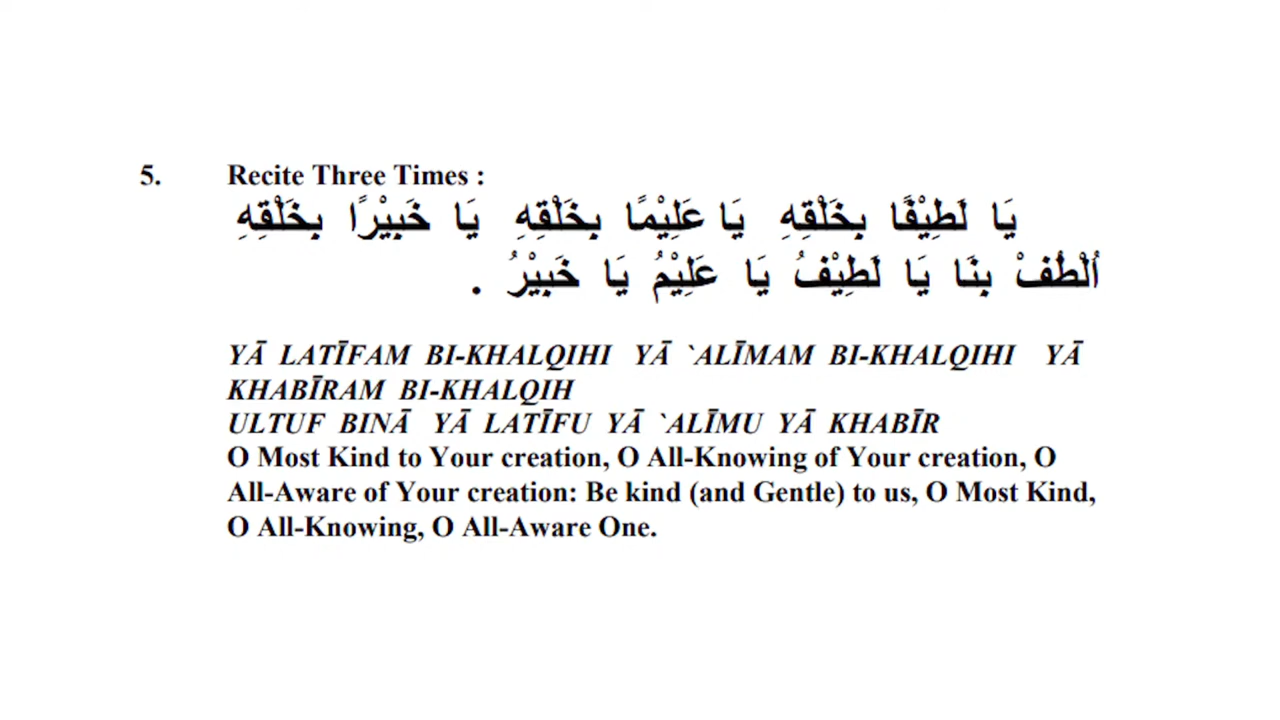 5. Recite Three Times :
يَا لَطِيْفًا بِخَلْقِهِ يَا عَلِيْمًا بِخَلْقِهِ يَا خَبِيْرًا بِخَلْقِهِ
اُلْطُفْ بِنَا يَا لَطِيْفُ يَا عَلِيْمُ يَا خَبِيْرُ .
YĀ LATĪFAM BI-KHALQIHI YĀ `ALĪMAM BI-KHALQIHI YĀ
KHABĪRAM BI-KHALQIH
ULTUF BINĀ YĀ LATĪFU YĀ `ALĪMU YĀ KHABĪR
O Most Kind to Your creation, O All-Knowing of Your creation, O
All-Aware of Your creation: Be kind (and Gentle) to us, O Most Kind,
O All-Knowing, O All-Aware One.